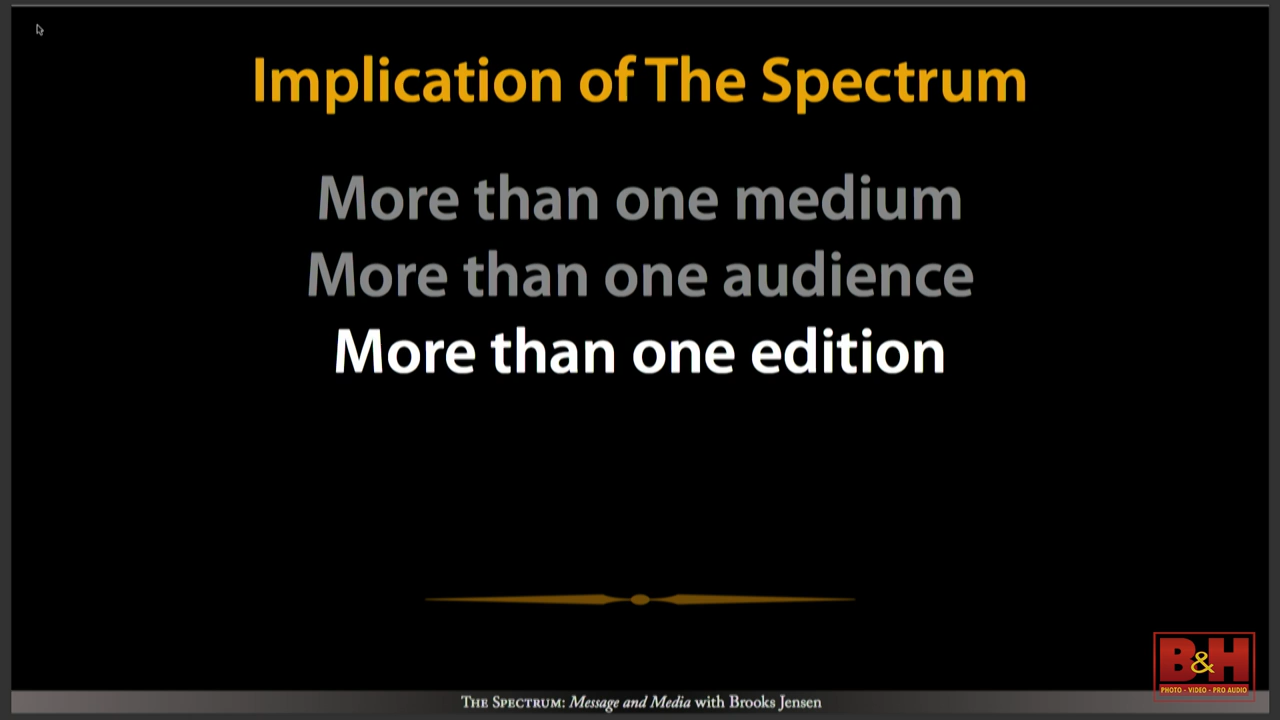 Implication of The Spectrum
More than one medium
More than one audience
More than one edition
B&H
PHOTO - VIDEO - PRO AUDIO
The Spectrum: Message and Media with Brooks Jensen